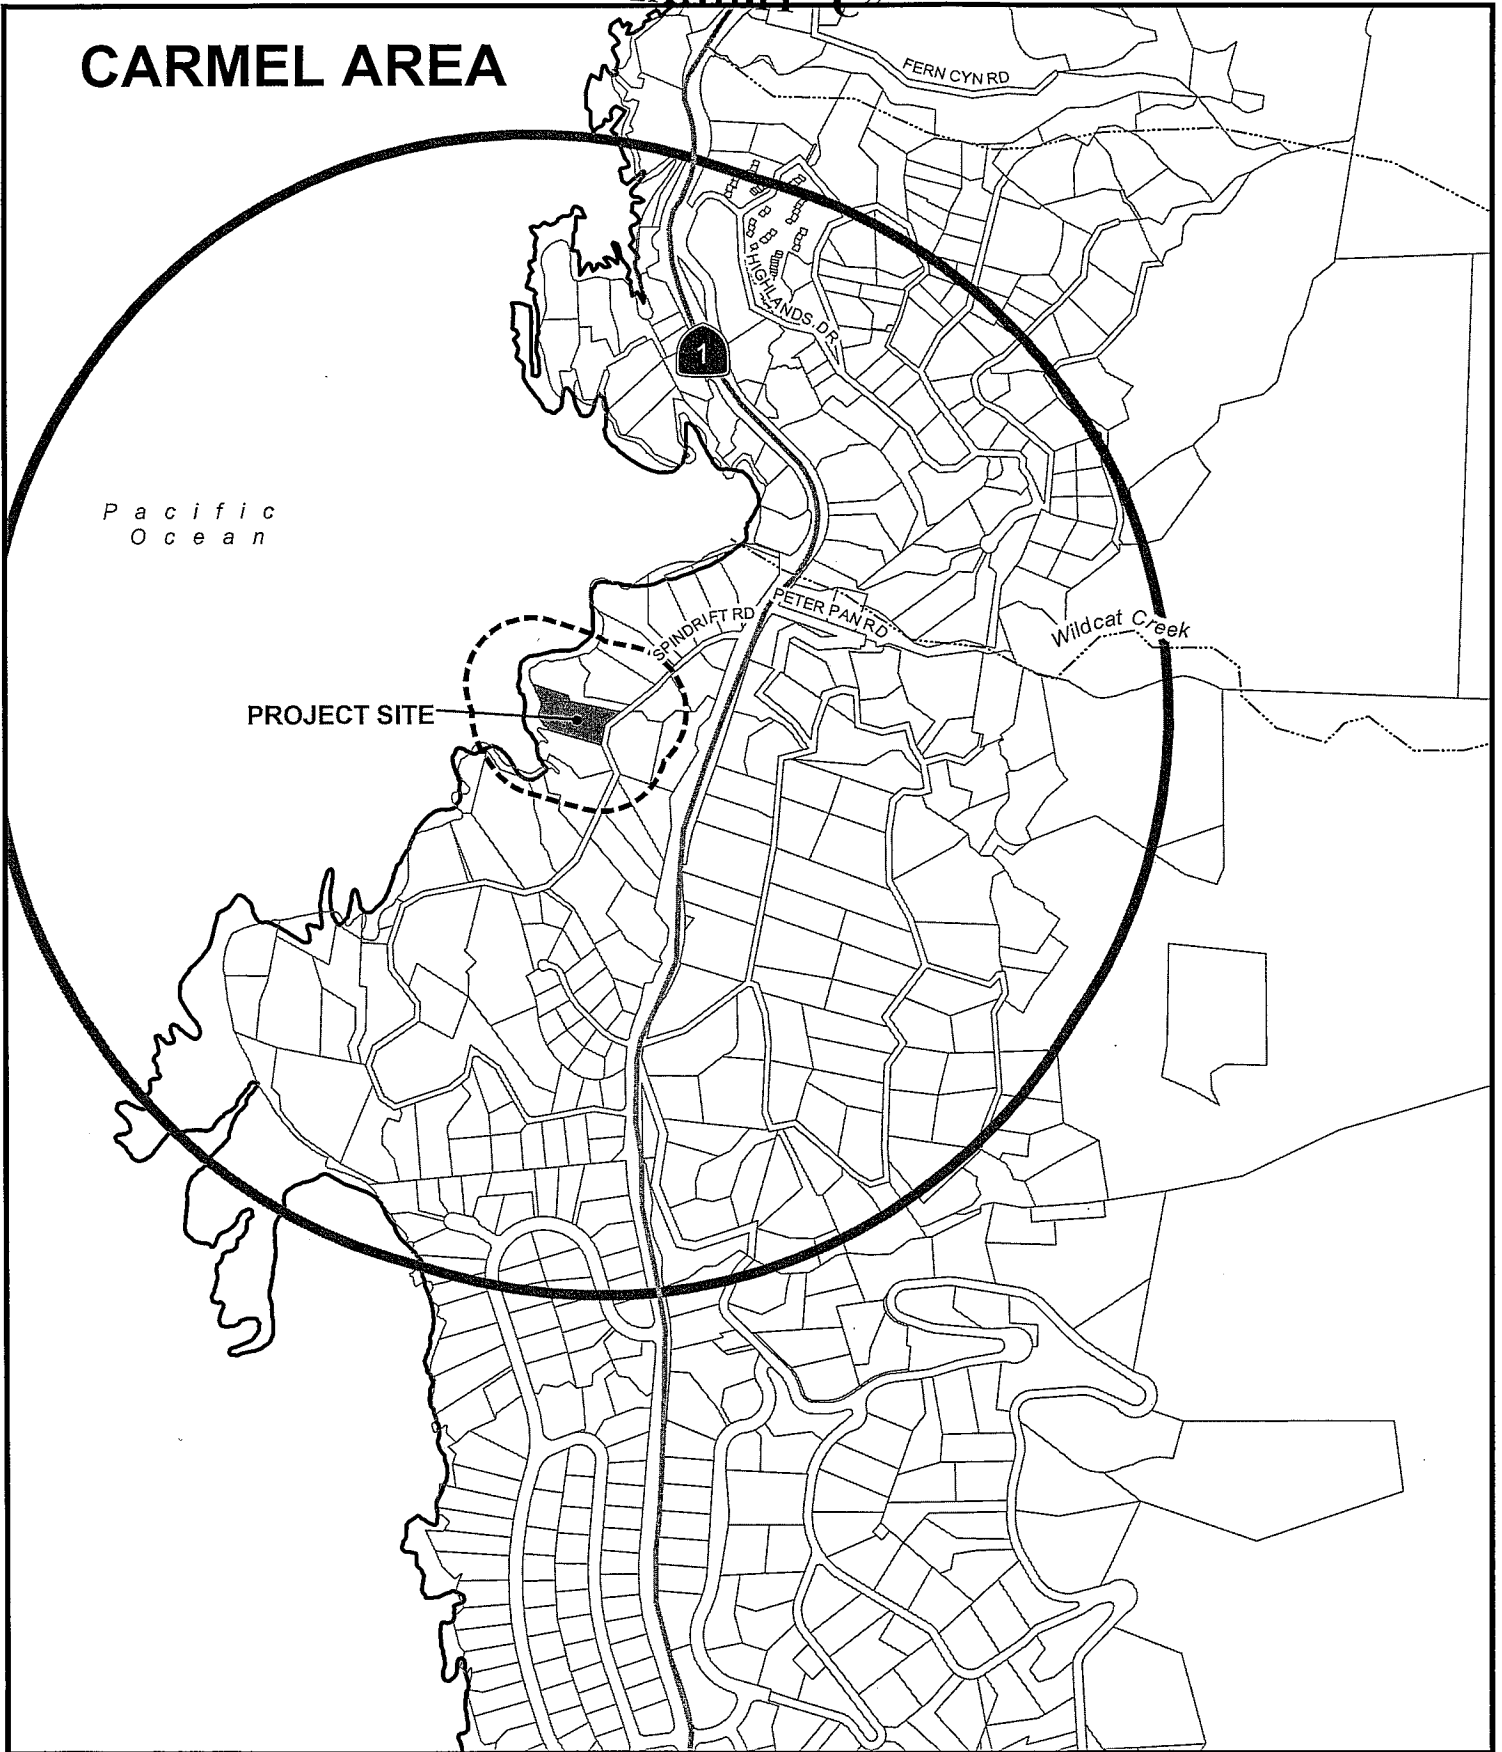 CARMEL AREA
FERN CYN RD
HIGHLANDS DR
1
Pacific
Ocean
SPINDRIFT RD
PETER PAN RD
Wildcat Creek
PROJECT SITE